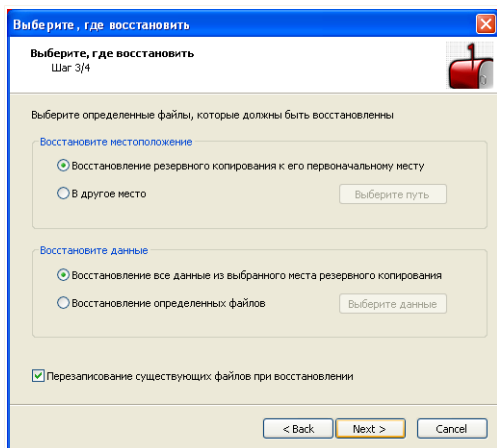 Выберите, где восстановить
Выберите, где восстановить
Шаг 3/4
Выберите определенные файлы, которые должны быть восстановленны
Восстановите местоположение
Восстановление резервного копирования к его первоначальному месту
В другое место
Выберите путь
Восстановите данные
Восстановление все данные из выбранного места резервного копирования
Восстановление определенных файлов
Выберите данные
Перезаписование существующих файлов при восстановлении
< Back
Next >
Cancel